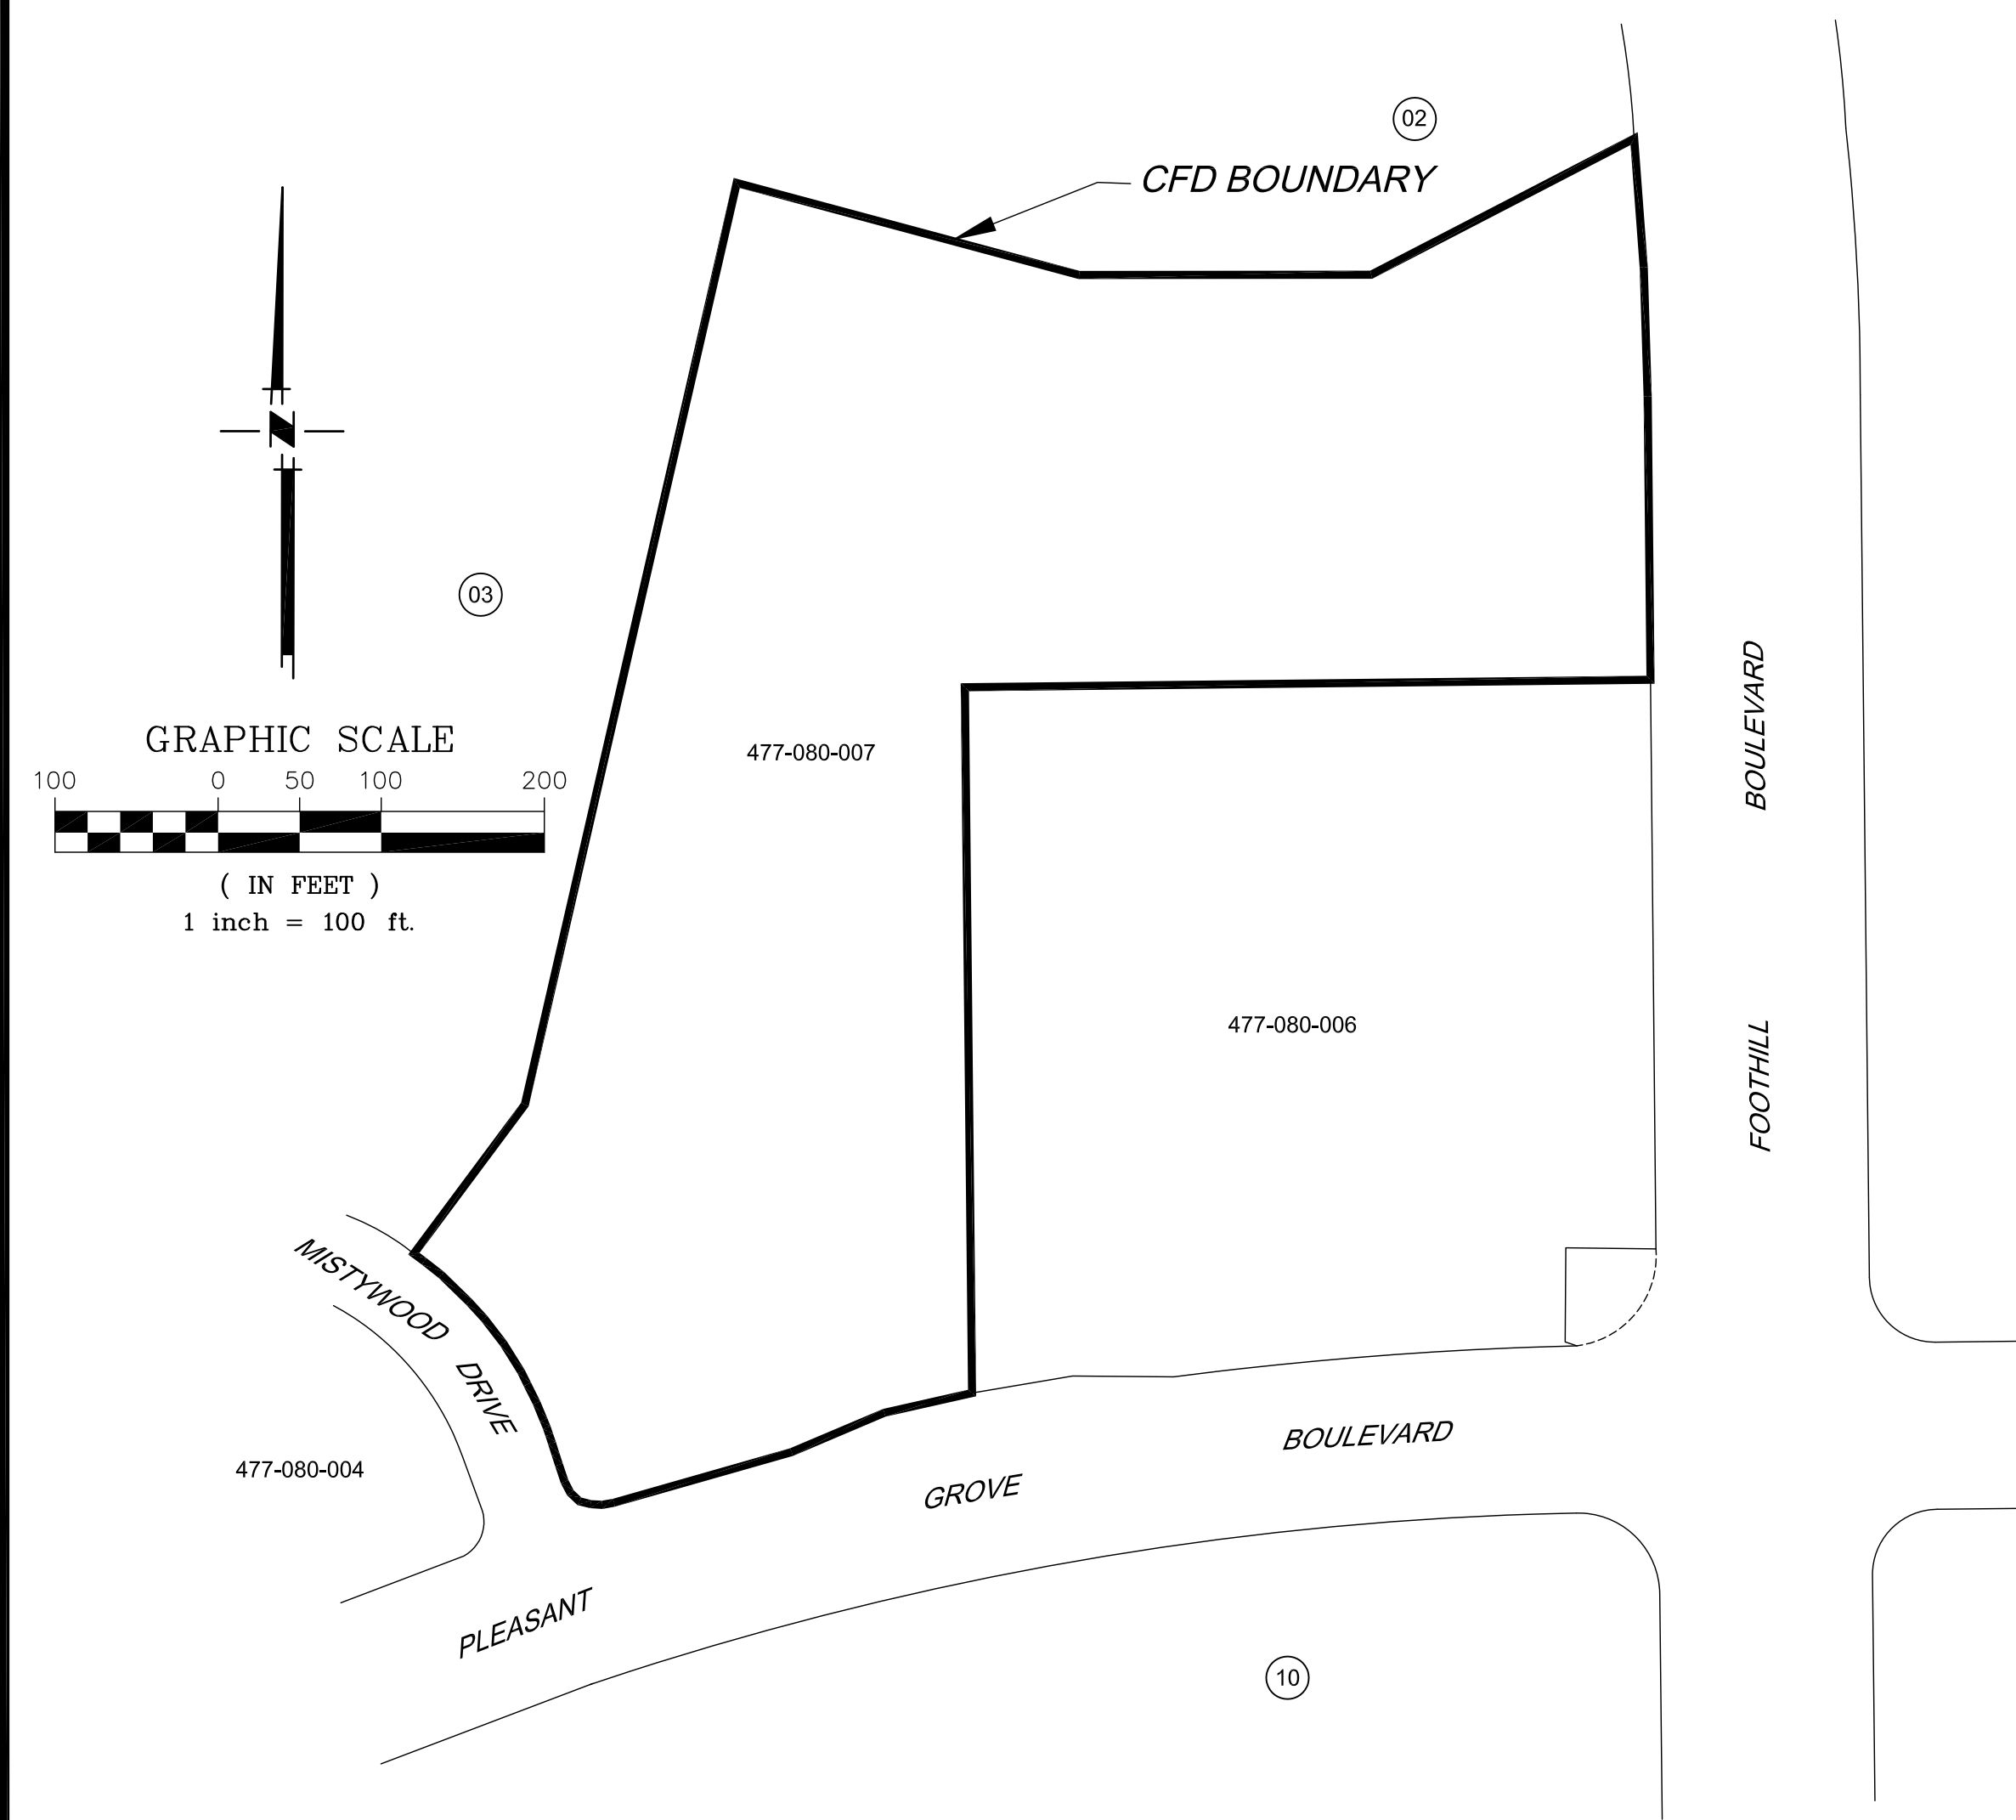 02
CFD BOUNDARY
N
03
GRAPHIC SCALE
100 0 50 100 200
( IN FEET )
1 inch = 100 ft.
477-080-007
477-080-006
FOOTHILL BOULEVARD
MISTYWOOD DRIVE
477-080-004
PLEASANT GROVE BOULEVARD
10